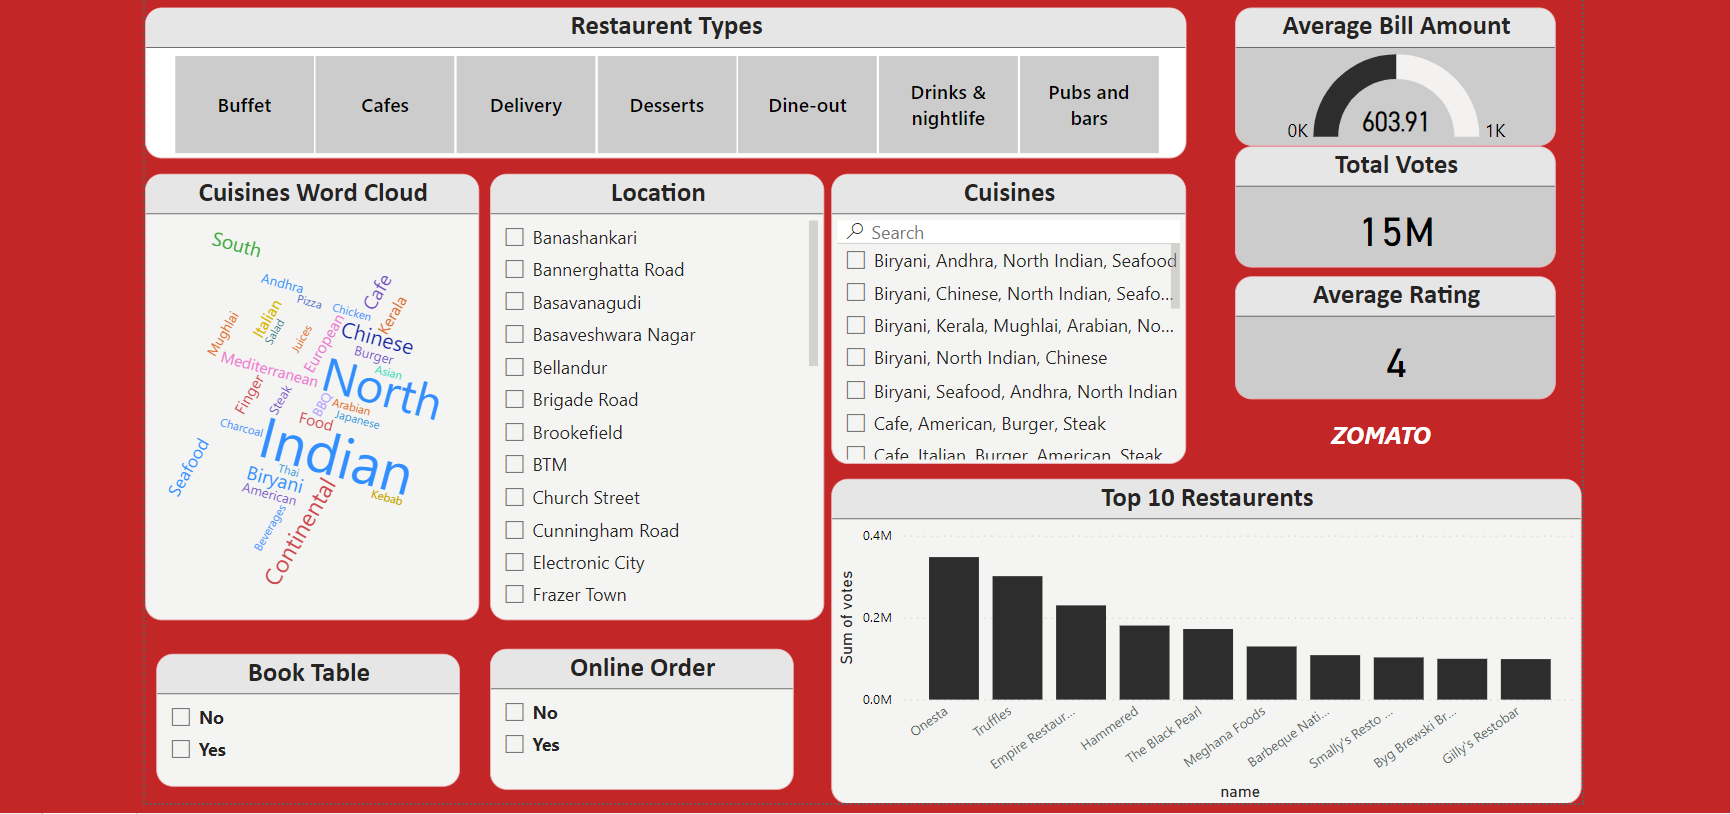 Restaurent Types
Buffet
Cafes
Delivery
Desserts
Dine-out
Drinks &
nightlife
Pubs and
bars
Average Bill Amount
0K
603.91
1K
Total Votes
15M
Average Rating
4
ZOMATO
Cuisines Word Cloud
South
Andhra
Pizza
Cafe
Chicken
Kerala
Italian
Salad
Mughlai
Juices
European
Chinese
Burger
Mediterranean
Asian
North
Finger
Steak
BBQ
Arabian
Japanese
Food
Charcoal
Indian
Seafood
Thai
Biryani
American
Kebab
Beverages
Continental
Location
Banashankari
Bannerghatta Road
Basavanagudi
Basaveshwara Nagar
Bellandur
Brigade Road
Brookefield
BTM
Church Street
Cunningham Road
Electronic City
Frazer Town
Cuisines
Search
Biryani, Andhra, North Indian, Seafood
Biryani, Chinese, North Indian, Seafo...
Biryani, Kerala, Mughlai, Arabian, No...
Biryani, North Indian, Chinese
Biryani, Seafood, Andhra, North Indian
Cafe, American, Burger, Steak
Cafe, Italian, Burger, American, Steak
Book Table
No
Yes
Online Order
No
Yes
Top 10 Restaurents
Sum of votes
0.4M
0.2M
0.0M
Onesta
Truffles
Empire Restaur...
Hammered
The Black Pearl
Meghana Foods
Barbeque Nati...
Smally's Resto ...
Byg Brewski Br...
Gilly's Restobar
name